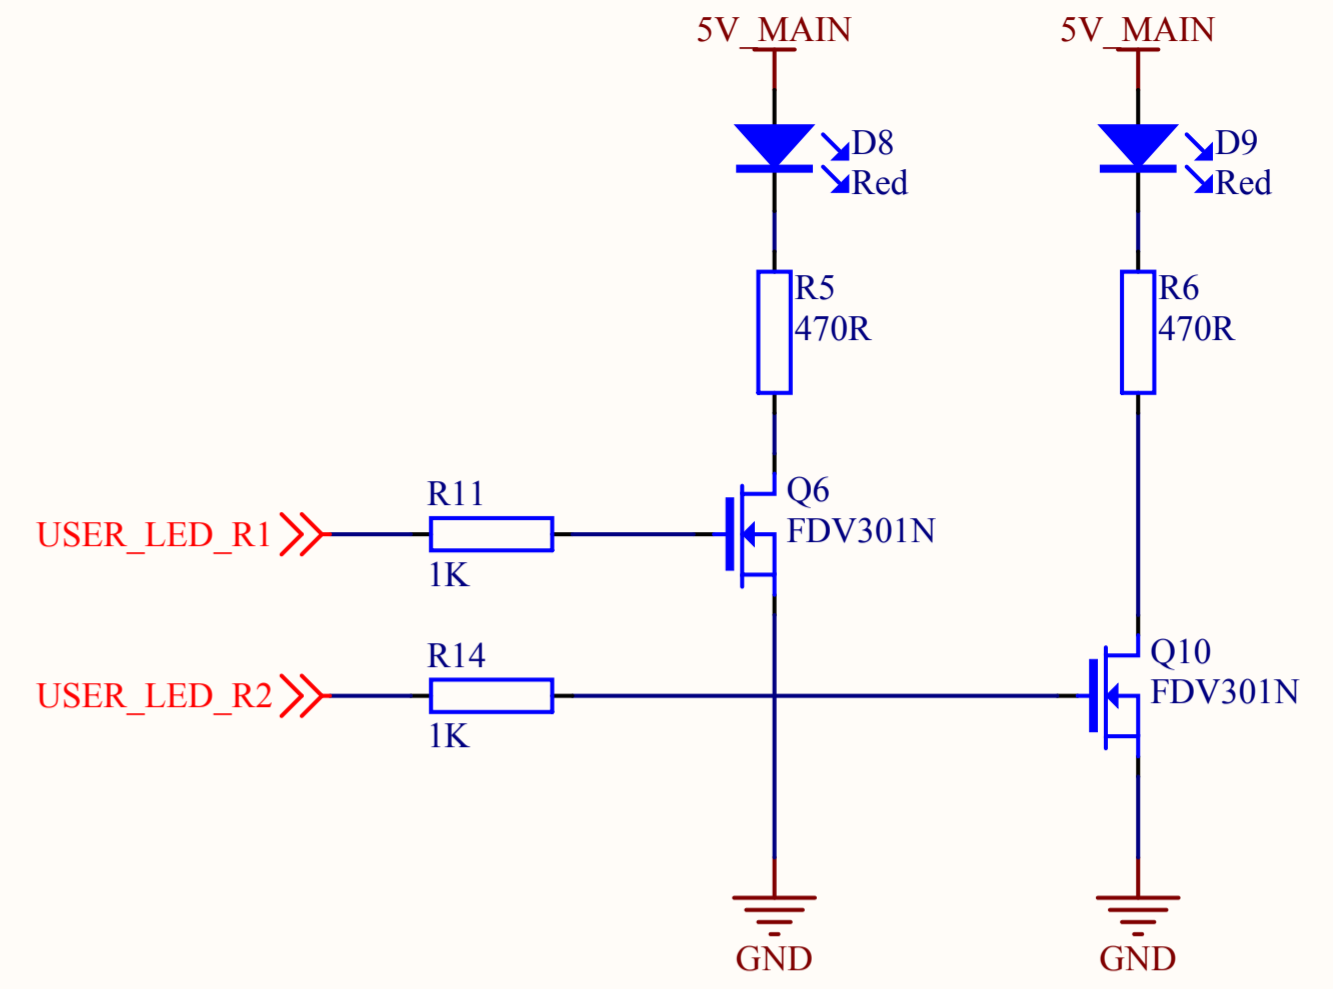 5V_MAIN
5V_MAIN
D8
Red
D9
Red
R5
470R
R6
470R
R11
1K
Q6
FDV301N
USER_LED_R1
R14
1K
Q10
FDV301N
USER_LED_R2
GND
GND